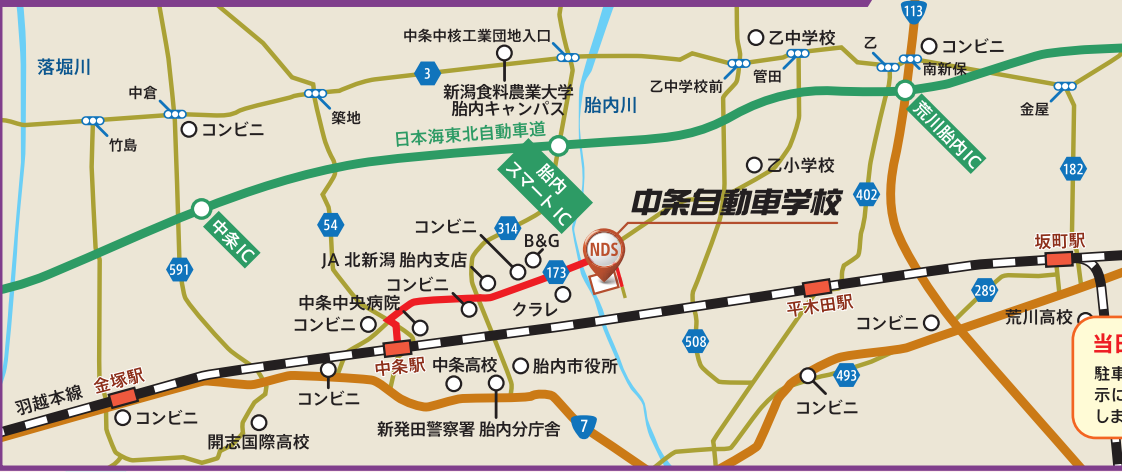 113
中条中核工業団地入口
乙中学校
乙
コンビニ
落堀川
3
管田
南新保
中倉
新潟食料農業大学
胎内キャンパス
乙中学校前
築地
胎内川
金屋
コンビニ
竹島
日本海東北自動車道
荒川胎内IC
胎内
スマートIC
乙小学校
182
402
中条自動車学校
中条IC
54
コンビニ
314
B&G
NDS
坂町駅
591
JA 北新潟 胎内支店
173
コンビニ
289
中条中央病院
クラレ
平木田駅
コンビニ
コンビニ
荒川高校
508
当日
中条駅
中条高校
胎内市役所
493
駐車
金塚駅
羽越本線
コンビニ
コンビニ
示に
しま
コンビニ
新発田警察署 胎内分庁舎
7
開志国際高校